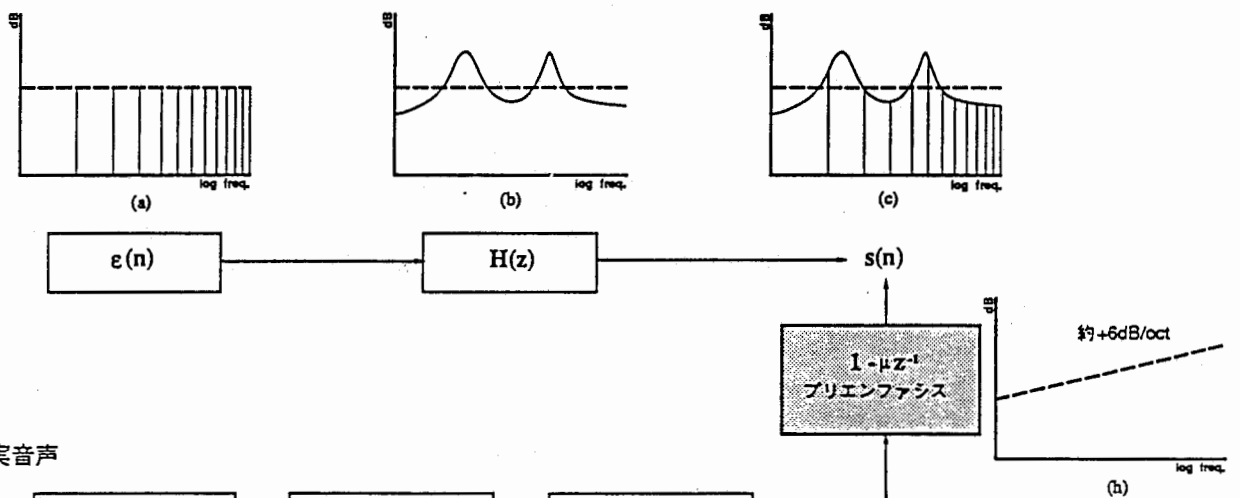 dB
log freq.
(a)
dB
log freq.
(b)
dB
log freq.
(c)
ε(n)
H(z)
s(n)
1-μz⁻¹
プリエンファシス
dB
約+6dB/oct
log freq.
(h)
実音声